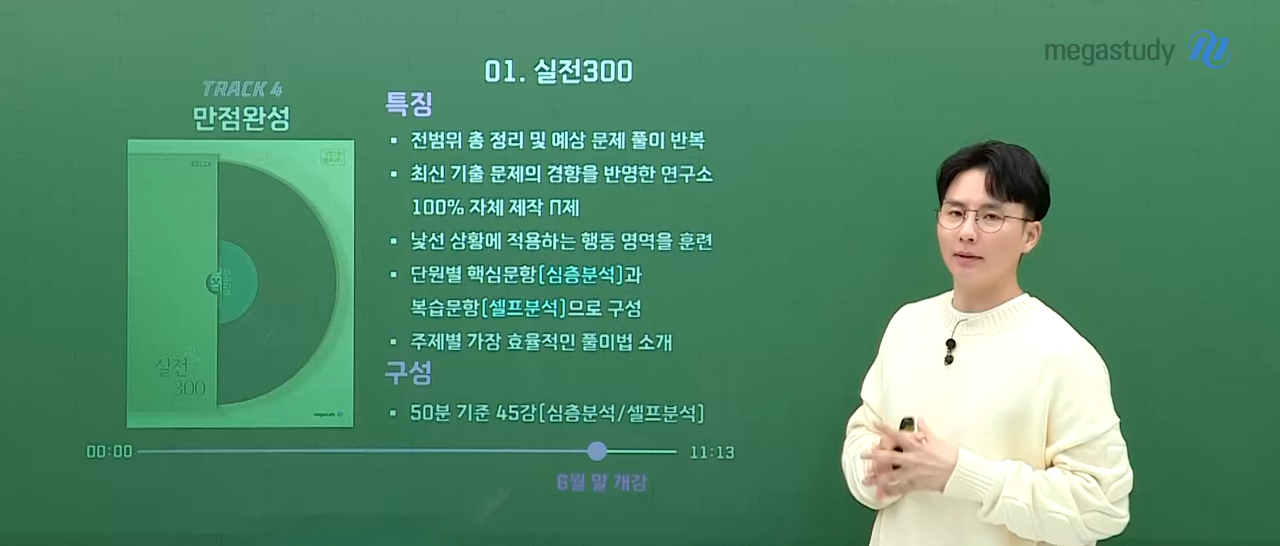 megastudy
TRACK 4
만점완성
실전
300
megastudy
01. 실전300
특징
▪ 전범위 총 정리 및 예상 문제 풀이 반복
▪ 최신 기출 문제의 경향을 반영한 연구소
100% 자체 제작 N제
▪ 낯선 상황에 적용하는 행동 영역을 훈련
▪ 단원별 핵심문항[심층분석]과
복습문항[셀프분석]으로 구성
▪ 주제별 가장 효율적인 풀이법 소개
구성
▪ 50분 기준 45강[심층분석/셀프분석]
00:00
11:13
6월 말 개강